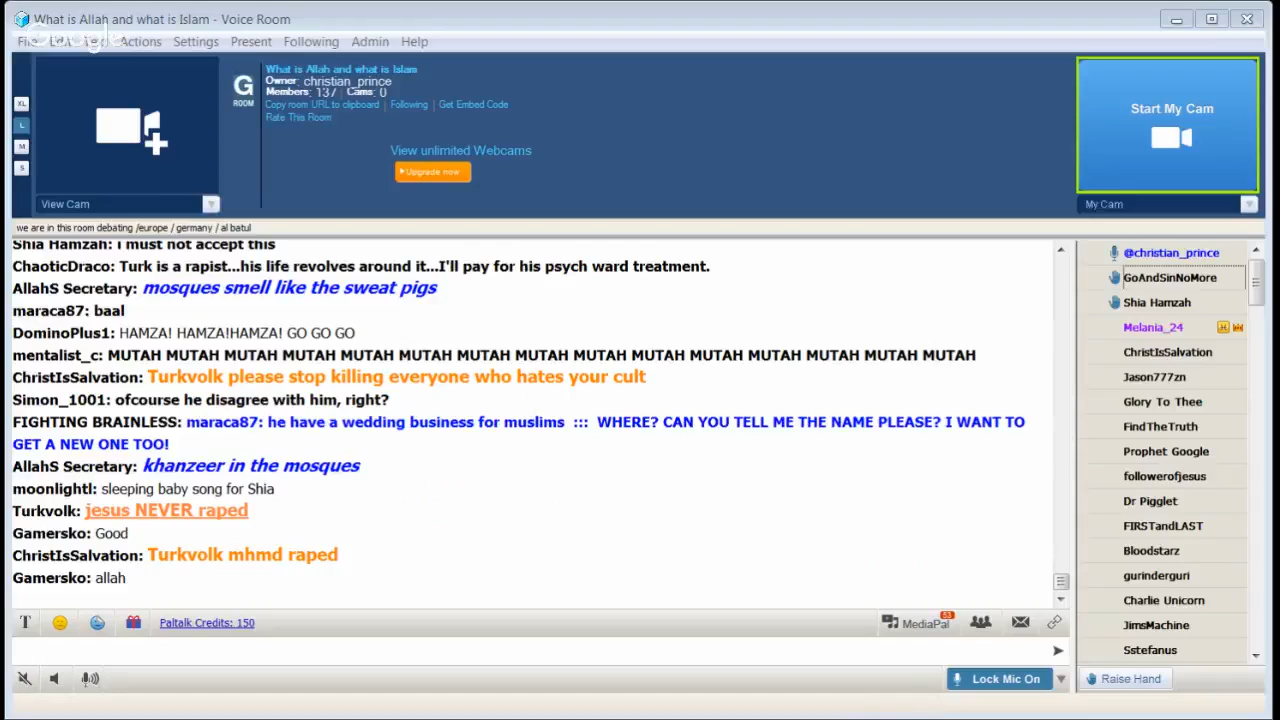 What is Allah and what is Islam - Voice Room
Google
Actions Settings Present Following Admin Help
XL
L
M
S
G
ROOM
What is Allah and what is Islam
Owner: christian_prince
Members: 137 Cams: 0
Copy room URL to clipboard Following Get Embed Code
Rate This Room
View unlimited Webcams
Upgrade now
Start My Cam
View Cam
My Cam
we are in this room debating /europe / germany / al batul
Shia Hamzah: i must not accept this
ChaoticDraco: Turk is a rapist...his life revolves around it...I'll pay for his psych ward treatment.
AllahS Secretary: mosques smell like the sweat pigs
maraca87: baal
DominoPlus1: HAMZA! HAMZA!HAMZA! GO GO GO
mentalist_c: MUTAH MUTAH MUTAH MUTAH MUTAH MUTAH MUTAH MUTAH MUTAH MUTAH MUTAH MUTAH MUTAH MUTAH MUTAH
ChristIsSalvation: Turkvolk please stop killing everyone who hates your cult
Simon_1001: ofcourse he disagree with him, right?
FIGHTING BRAINLESS: maraca87: he have a wedding business for muslims ::: WHERE? CAN YOU TELL ME THE NAME PLEASE? I WANT TO
GET A NEW ONE TOO!
AllahS Secretary: khanzeer in the mosques
moonlightl: sleeping baby song for Shia
Turkvolk: jesus NEVER raped
Gamersko: Good
ChristIsSalvation: Turkvolk mhmd raped
Gamersko: allah
@christian_prince
GoAndSinNoMore
Shia Hamzah
Melania_24
ChristIsSalvation
Jason777zn
Glory To Thee
FindTheTruth
Prophet Google
followerofjesus
Dr Pigglet
FIRSTandLAST
Bloodstarz
gurinderguri
Charlie Unicorn
JimsMachine
Sstefanus
T
Paltalk Credits: 150
MediaPal
53
Lock Mic On
Raise Hand